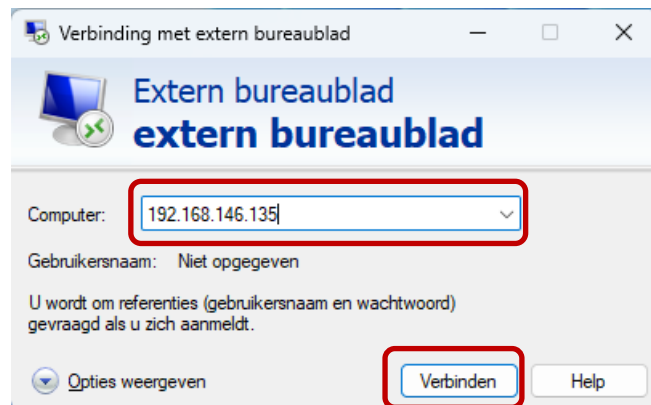 Verbinding met extern bureaublad
Extern bureaublad
extern bureaublad
Computer: 192.168.146.135
Gebruikersnaam: Niet opgegeven
U wordt om referenties (gebruikersnaam en wachtwoord)
gevraagd als u zich aanmeldt.
Opties weergeven Verbinden Help